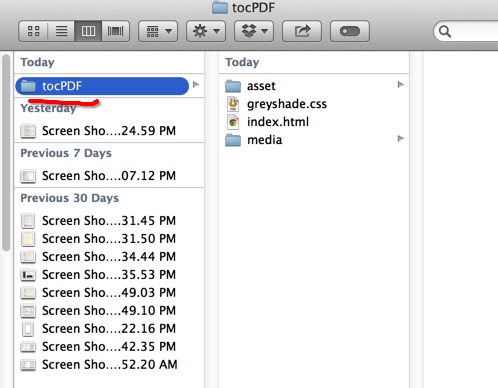 tocPDF
Today
tocPDF
Yesterday
Screen Sho....24.59 PM
Previous 7 Days
Screen Sho....07.12 PM
Previous 30 Days
Screen Sho....31.45 PM
Screen Sho....31.50 PM
Screen Sho....34.44 PM
Screen Sho....35.53 PM
Screen Sho....49.03 PM
Screen Sho....49.10 PM
Screen Sho....22.16 PM
Screen Sho....42.35 PM
Screen Sho....52.20 AM
Today
asset
greyshade.css
index.html
media